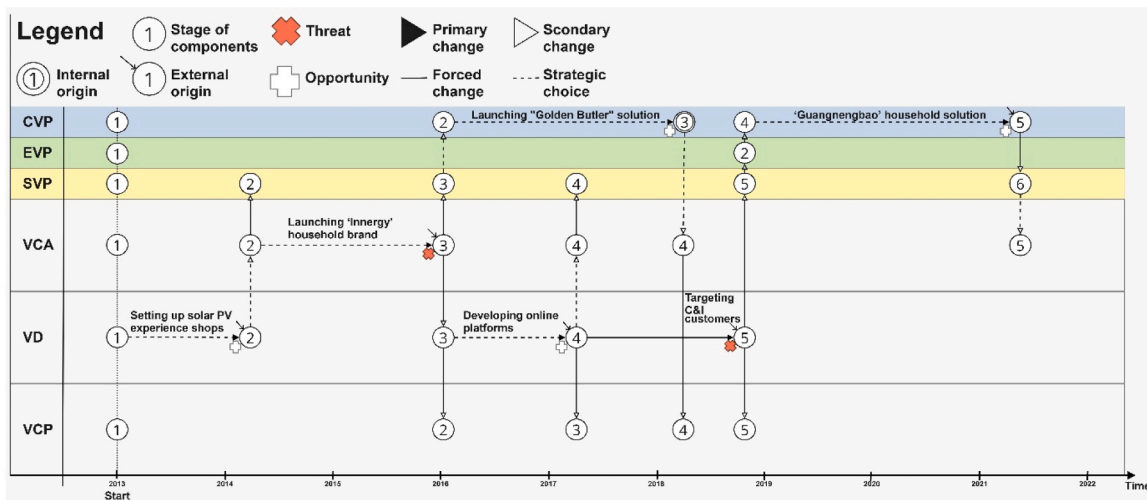 Legend
1 Stage of components
Threat
Primary change
Scondary change
1 Internal origin
1 External origin
Opportunity
Forced change
Strategic choice
CVP 1 2 Launching "Golden Butler" solution 3 4 'Guangnengbao' household solution 5
EVP 1 2
SVP 1 2 3 4 5 6
Launching 'Innergy' household brand
VCA 1 2 3 4 4 5
Setting up solar PV experience shops
Developing online platforms
Targeting C&I customers
VD 1 2 3 4 5
VCP 1 2 3 4 5
2013 2014 2015 2016 2017 2018 2019 2020 2021 2022 Time
Start